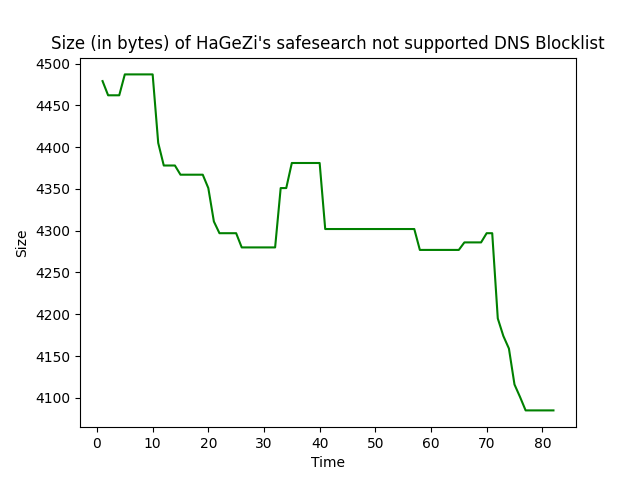 Size (in bytes) of HaGeZi's safesearch not supported DNS Blocklist
4500
4450
4400
4350
4300
4250
4200
4150
4100
Size
0 10 20 30 40 50 60 70 80
Time